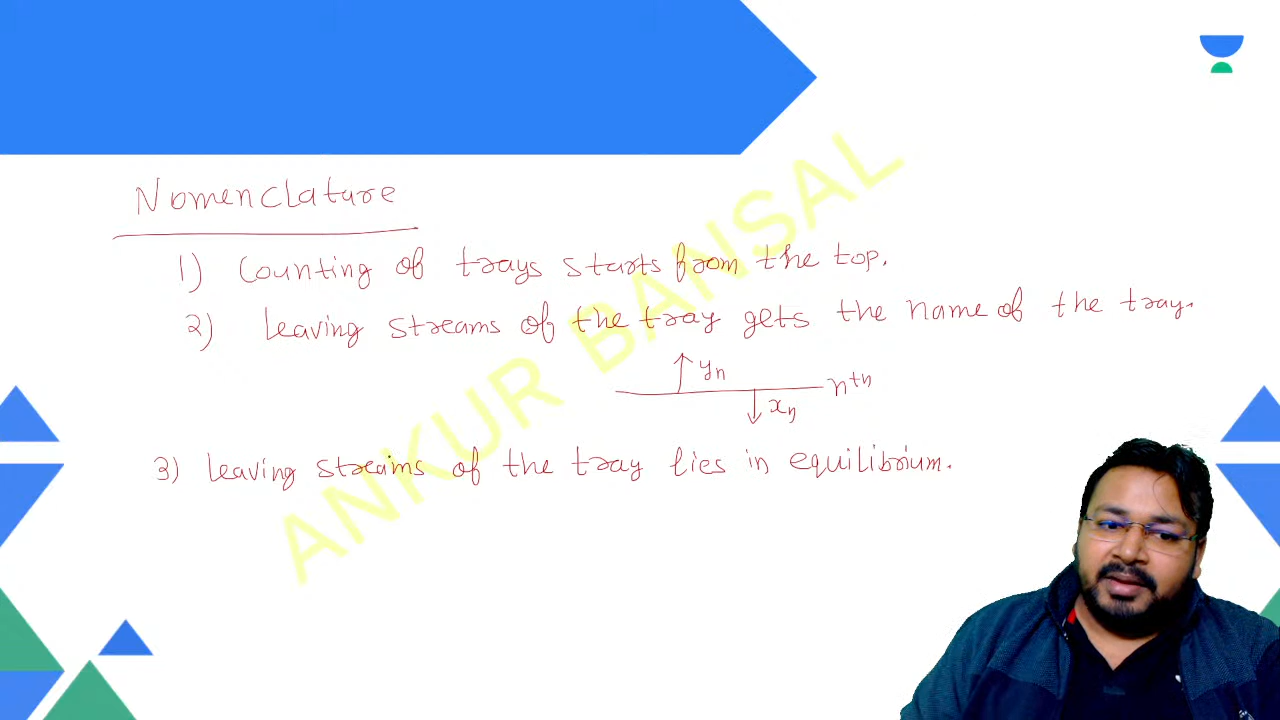 Nomenclature
1) Counting of trays starts from the top.
2) Leaving streams of the tray gets the name of the tray.
yn
nth
xn
3) Leaving streams of the tray lies in equilibrium.
ANKUR BANSAL